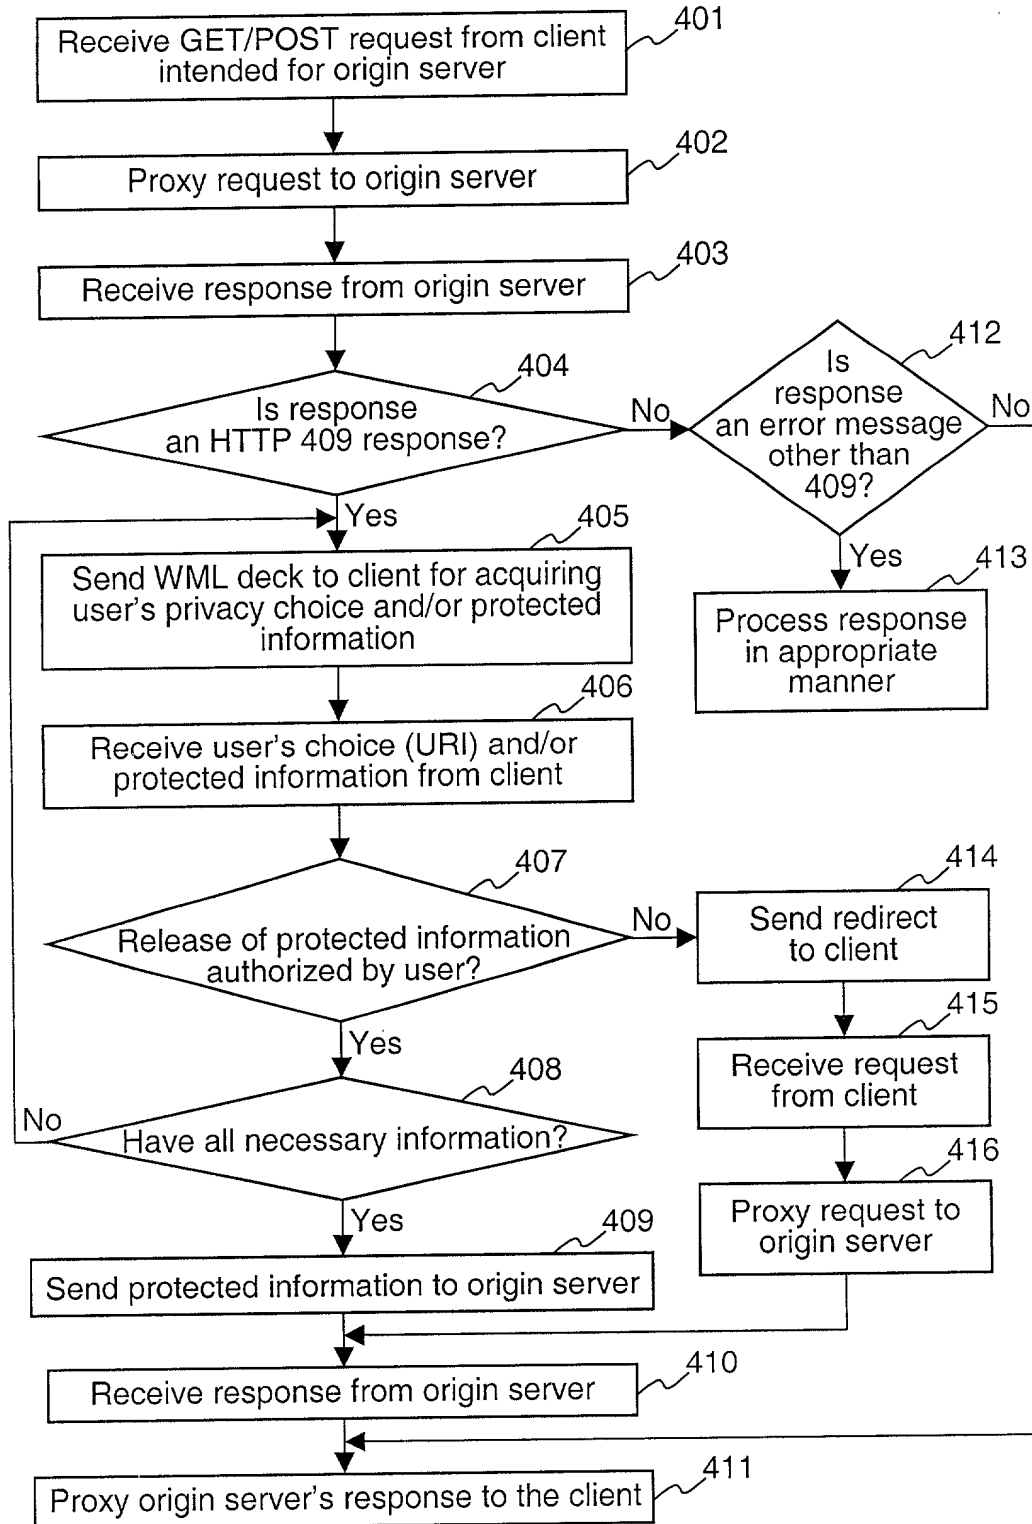 Receive GET/POST request from client
intended for origin server
401
Proxy request to origin server
402
Receive response from origin server
403
Is response
an HTTP 409 response?
404
No
Is
response
an error message
other than
409?
412
No
Yes
Yes
Send WML deck to client for acquiring
user's privacy choice and/or protected
information
405
Process response
in appropriate
manner
413
Receive user's choice (URI) and/or
protected information from client
406
Release of protected information
authorized by user?
407
No
Send redirect
to client
414
Yes
Receive request
from client
415
Have all necessary information?
408
No
Yes
Proxy request to
origin server
416
Send protected information to origin server
409
Receive response from origin server
410
Proxy origin server's response to the client
411